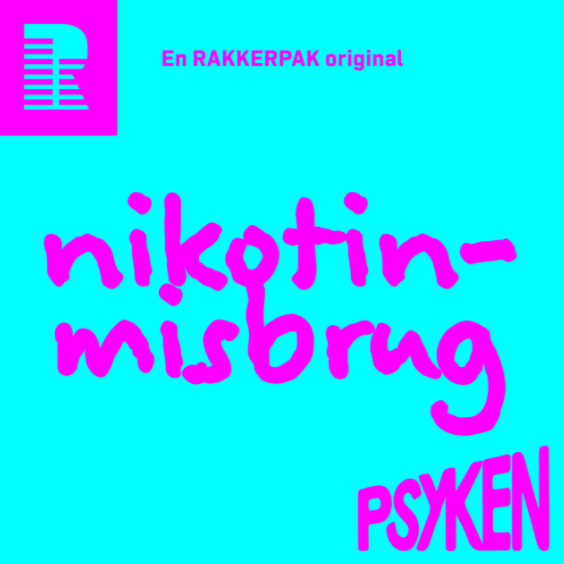 En RAKKERPAK original
nikotin-
misbrug
PSYKEN